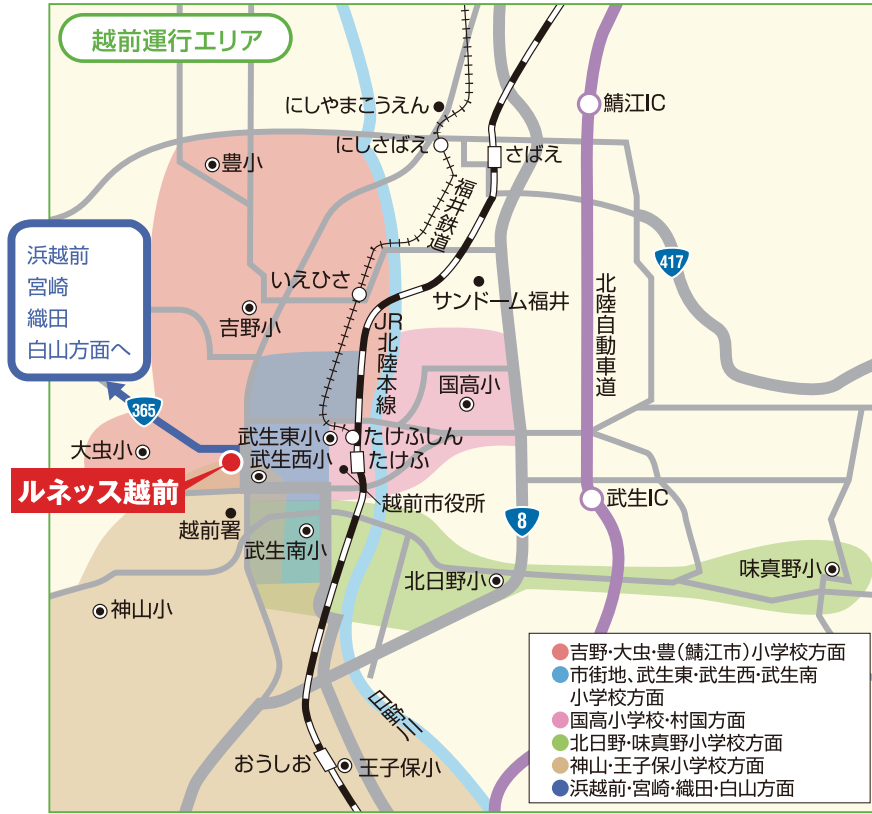 越前運行エリア
鯖江IC
にしやまこうえん
にしさばえ
さばえ
豊小
福井鉄道
417
浜越前
宮崎
織田
白山方面へ
いえひさ
サンドーム福井
北陸自動車道
吉野小
JR北陸本線
国高小
365
大虫小
武生東小
たけふしん
武生西小
たけふ
ルネッス越前
越前市役所
武生IC
越前署
8
武生南小
北日野小
味真野小
神山小
日野川
おうしお
王子保小
吉野・大虫・豊(鯖江市)小学校方面
市街地、武生東・武生西・武生南
小学校方面
国高小学校・村国方面
北日野・味真野小学校方面
神山・王子保小学校方面
浜越前・宮崎・織田・白山方面